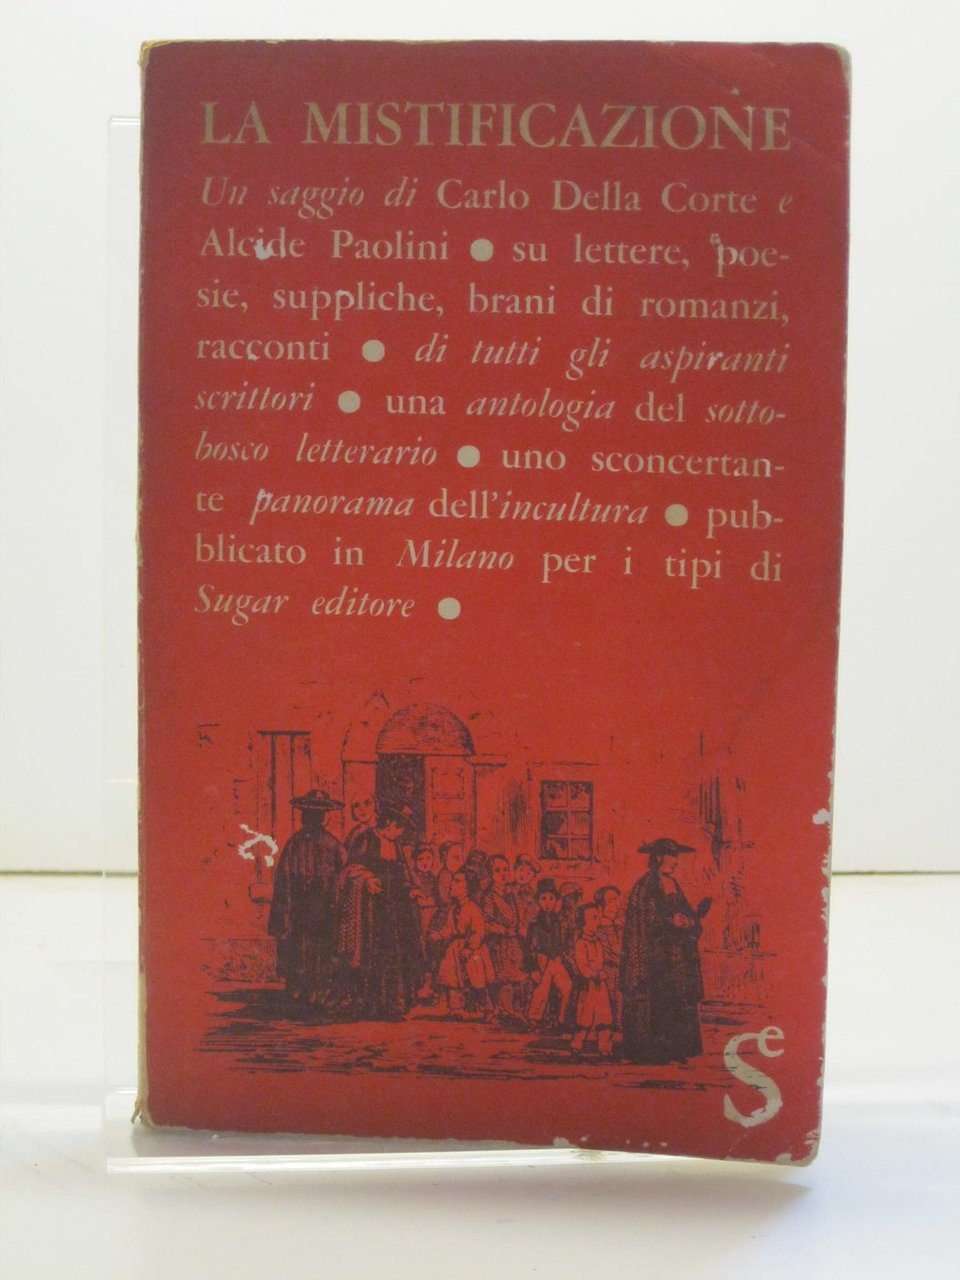 LA MISTIFICAZIONE
Un saggio di Carlo Della Corte e
Alcide Paolini ● su lettere, poe-
sie, suppliche, brani di romanzi,
racconti ● di tutti gli aspiranti
scrittori ● una antologia del sotto-
bosco letterario ● uno sconcertan-
te panorama dell'incultura ● pub-
blicato in Milano per i tipi di
Sugar editore ●
Se